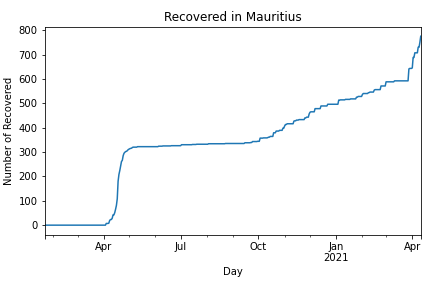 Recovered in Mauritius
Number of Recovered
800
700
600
500
400
300
200
100
0
Apr
Jul
Oct
Jan
2021
Apr
Day